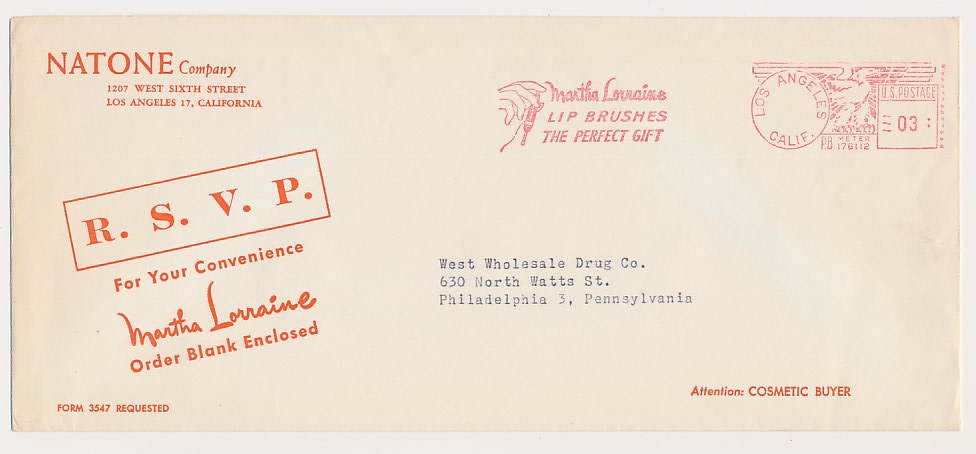 NATONE Company
1207 WEST SIXTH STREET
LOS ANGELES 17, CALIFORNIA
Martha Lorraine
LIP BRUSHES
THE PERFECT GIFT
LOS ANGELES
CALIF.
U.S. POSTAGE
03
P.B. METER
176112
R. S. V. P.
For Your Convenience
Martha Lorraine
Order Blank Enclosed
West Wholesale Drug Co.
630 North Watts St.
Philadelphia 3, Pennsylvania
Attention: COSMETIC BUYER
FORM 3547 REQUESTED